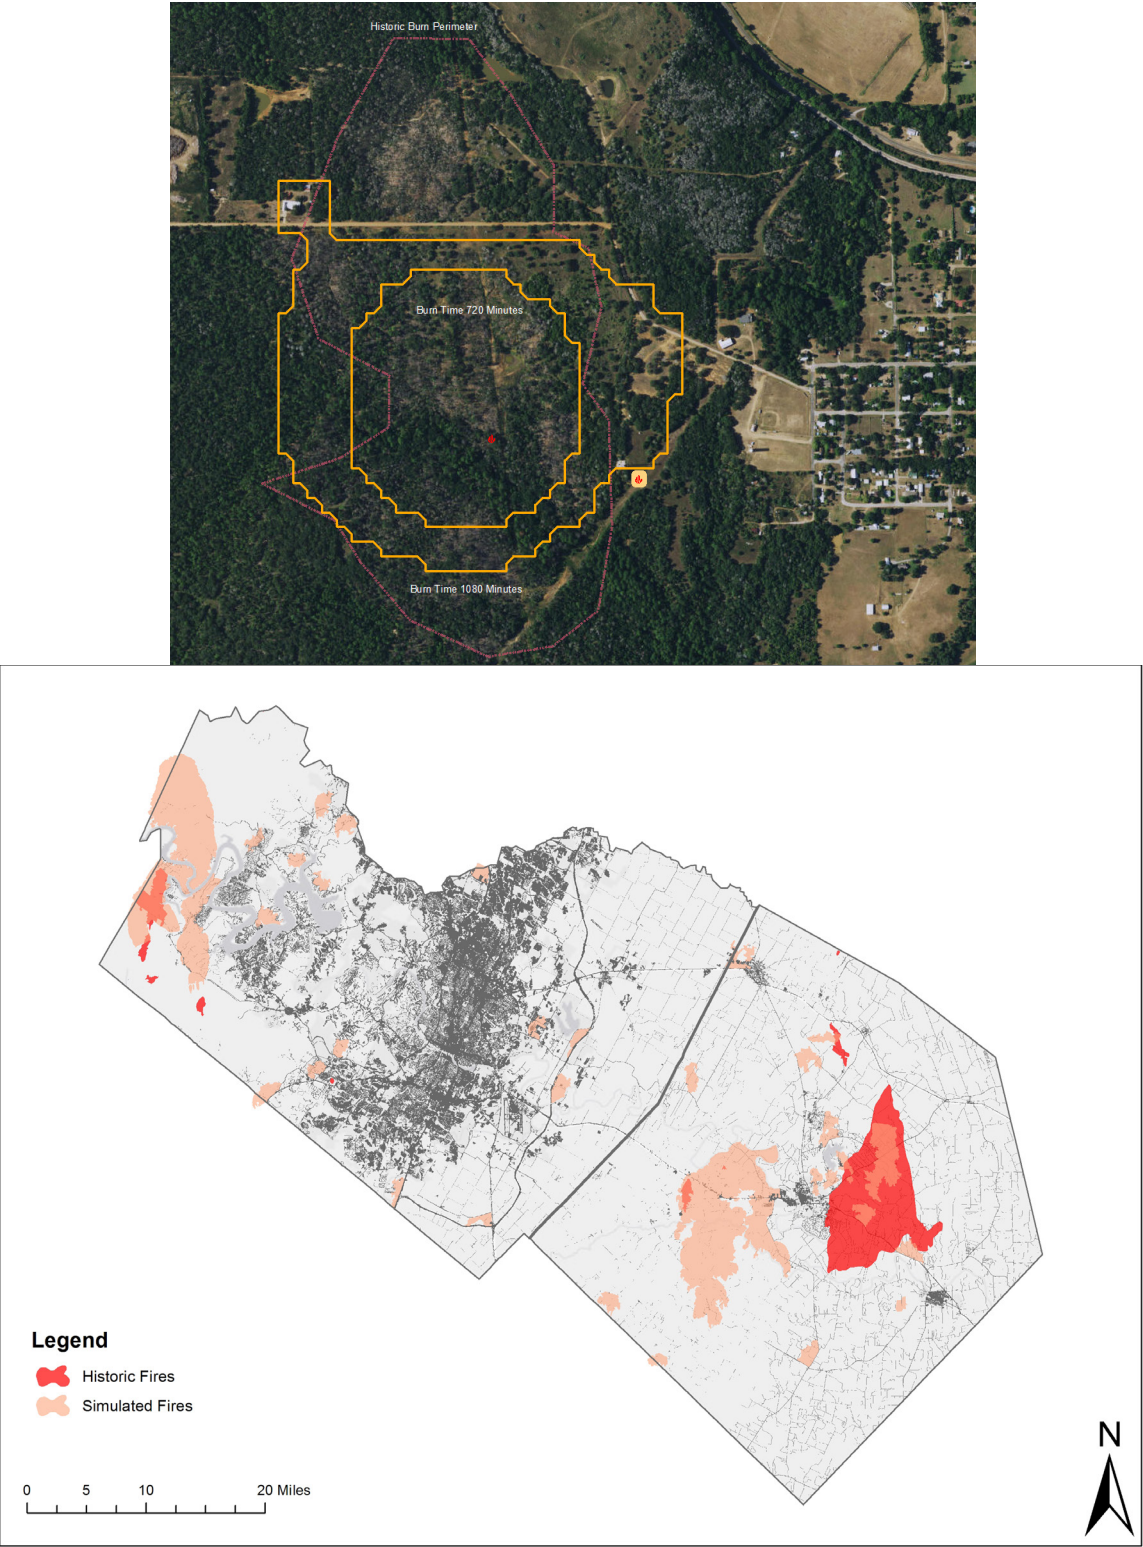 Historic Burn Perimeter
Burn Time 720 Minutes
Burn Time 1080 Minutes
Legend
Historic Fires
Simulated Fires
0 5 10 20 Miles
N